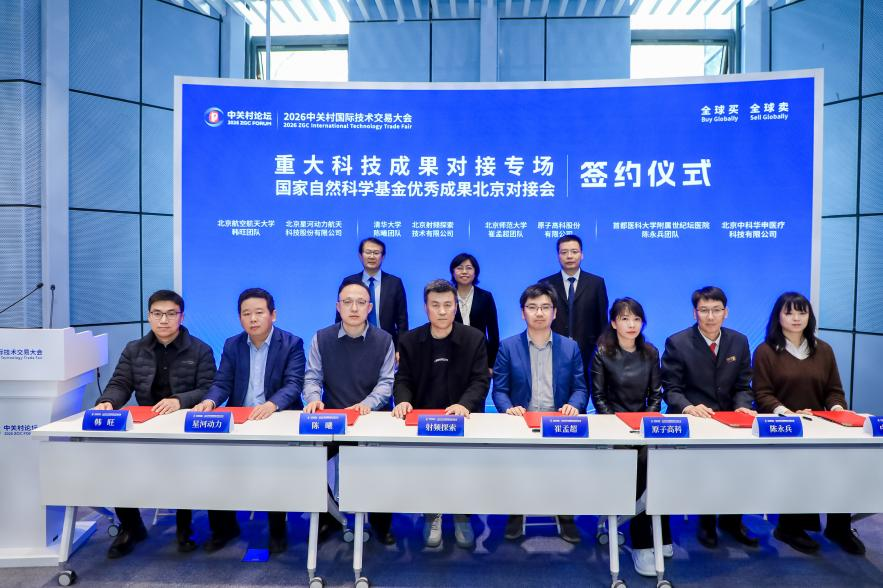 中关村论坛
2026 ZGC FORUM
2026中关村国际技术交易大会
2026 ZGC International Technology Trade Fair
全球买 全球卖
Buy Globally Sell Globally
重大科技成果对接专场
国家自然科学基金优秀成果北京对接会
签约仪式
北京航空航天大学
韩旺团队
北京星河动力航天
科技股份有限公司
清华大学
陈曦团队
北京射频探索
技术有限公司
北京师范大学
崔孟超团队
原子高科股份
有限公司
首都医科大学附属世纪坛医院
陈永兵团队
北京中科华申医疗
科技有限公司
际技术交易大会
Technology Trade Fair
中关村论坛
2026 ZGC FORUM
韩旺
星河动力
陈曦
射频探索
崔孟超
原子高科
陈永兵